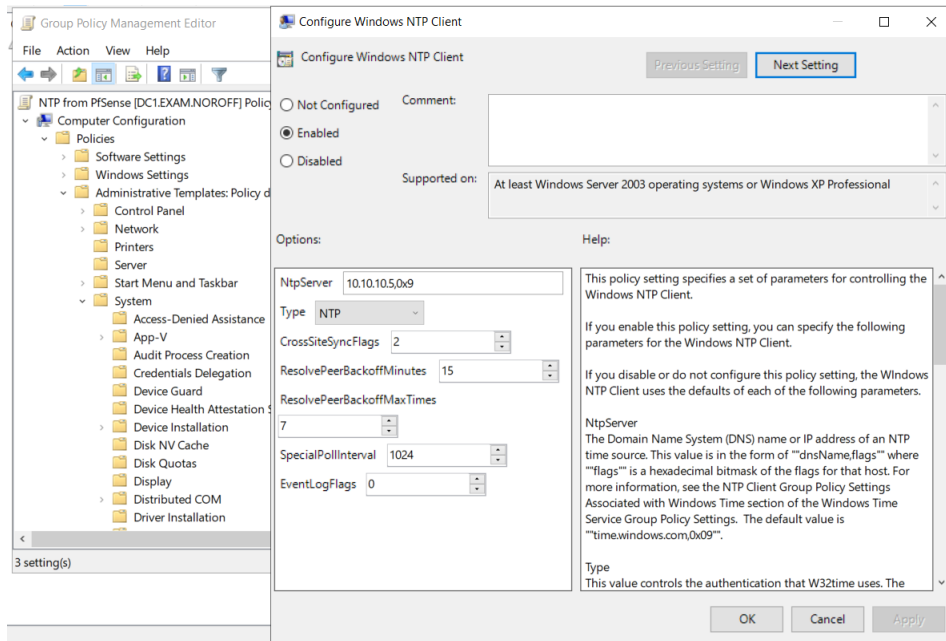 Group Policy Management Editor
File Action View Help
NTP from PfSense [DC1.EXAM.NOROFF] Policy
Computer Configuration
Policies
Software Settings
Windows Settings
Administrative Templates: Policy d
Control Panel
Network
Printers
Server
Start Menu and Taskbar
System
Access-Denied Assistance
App-V
Audit Process Creation
Credentials Delegation
Device Guard
Device Health Attestation S
Device Installation
Disk NV Cache
Disk Quotas
Display
Distributed COM
Driver Installation
3 setting(s)
Configure Windows NTP Client
Configure Windows NTP Client
Previous Setting
Next Setting
Not Configured
Enabled
Disabled
Comment:
Supported on:
At least Windows Server 2003 operating systems or Windows XP Professional
Options:
NtpServer 10.10.10.5,0x9
Type NTP
CrossSiteSyncFlags 2
ResolvePeerBackoffMinutes 15
ResolvePeerBackoffMaxTimes
7
SpecialPollInterval 1024
EventLogFlags 0
Help:
This policy setting specifies a set of parameters for controlling the
Windows NTP Client.
If you enable this policy setting, you can specify the following
parameters for the Windows NTP Client.
If you disable or do not configure this policy setting, the WIndows
NTP Client uses the defaults of each of the following parameters.
NtpServer
The Domain Name System (DNS) name or IP address of an NTP
time source. This value is in the form of ""dnsName,flags"" where
""flags"" is a hexadecimal bitmask of the flags for that host. For
more information, see the NTP Client Group Policy Settings
Associated with Windows Time section of the Windows Time
Service Group Policy Settings. The default value is
""time.windows.com,0x09"".
Type
This value controls the authentication that W32time uses. The
OK
Cancel
Apply